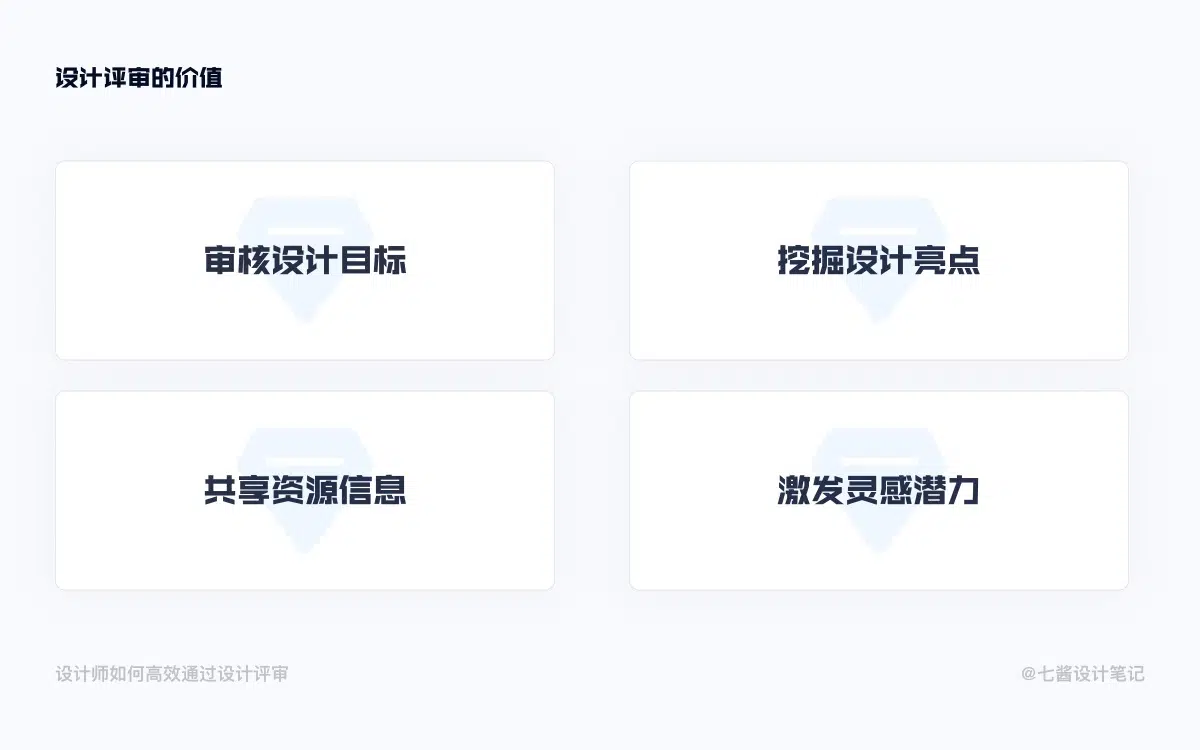 设计评审的价值
审核设计目标
挖掘设计亮点
共享资源信息
激发灵感潜力
设计师如何高效通过设计评审
@七酱设计笔记